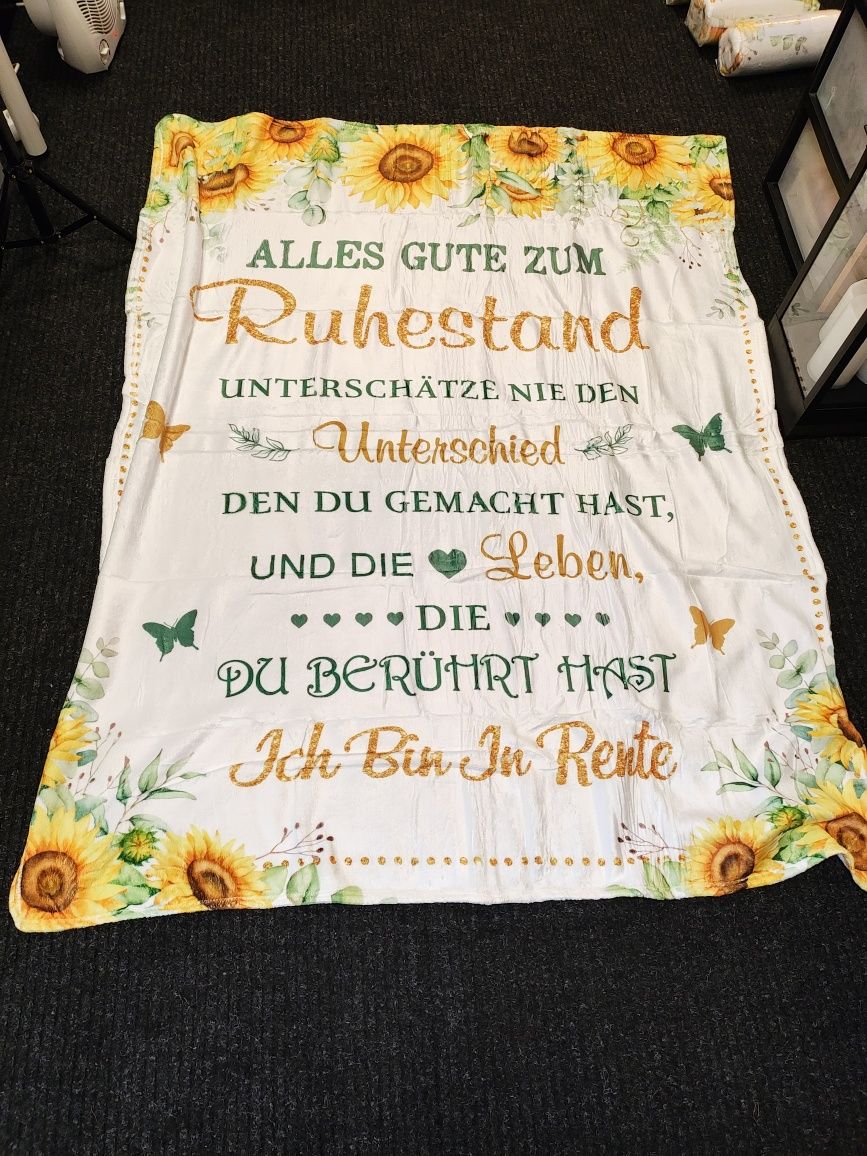 ALLES GUTE ZUM
Ruhestand
UNTERSCHÄTZE NIE DEN
Unterschied
DEN DU GEMACHT HAST,
UND DIE Leben,
DIE
DU BERÜHRT HAST
Ich Bin In Rente